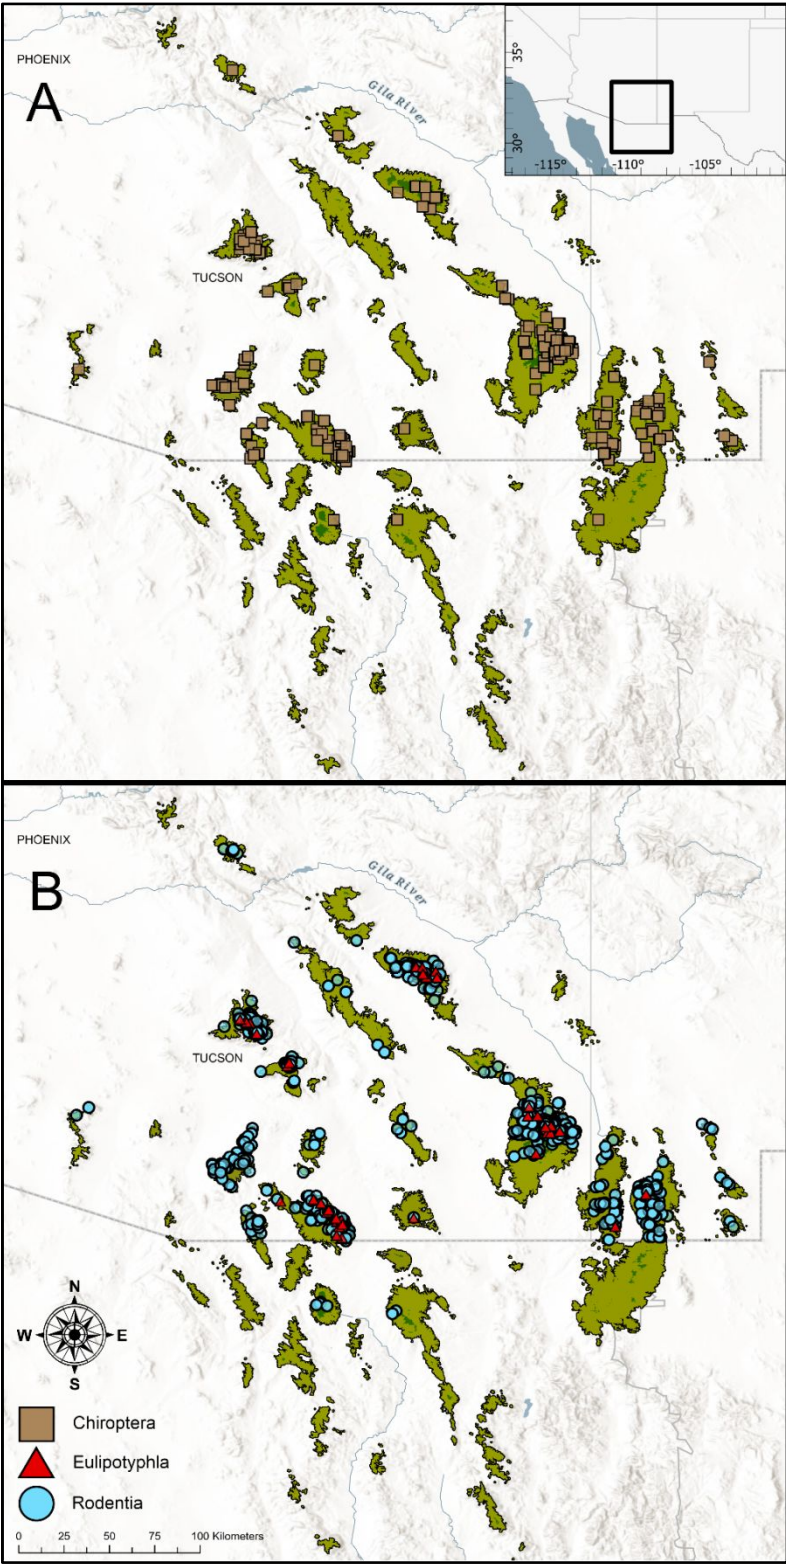 PHOENIX
A
Gila River
35°
30°
-115°
-110°
-105°
TUCSON
PHOENIX
B
Gila River
TUCSON
N
W
E
S
Chiroptera
Eulipotyphla
Rodentia
0 25 50 100 Kilometers